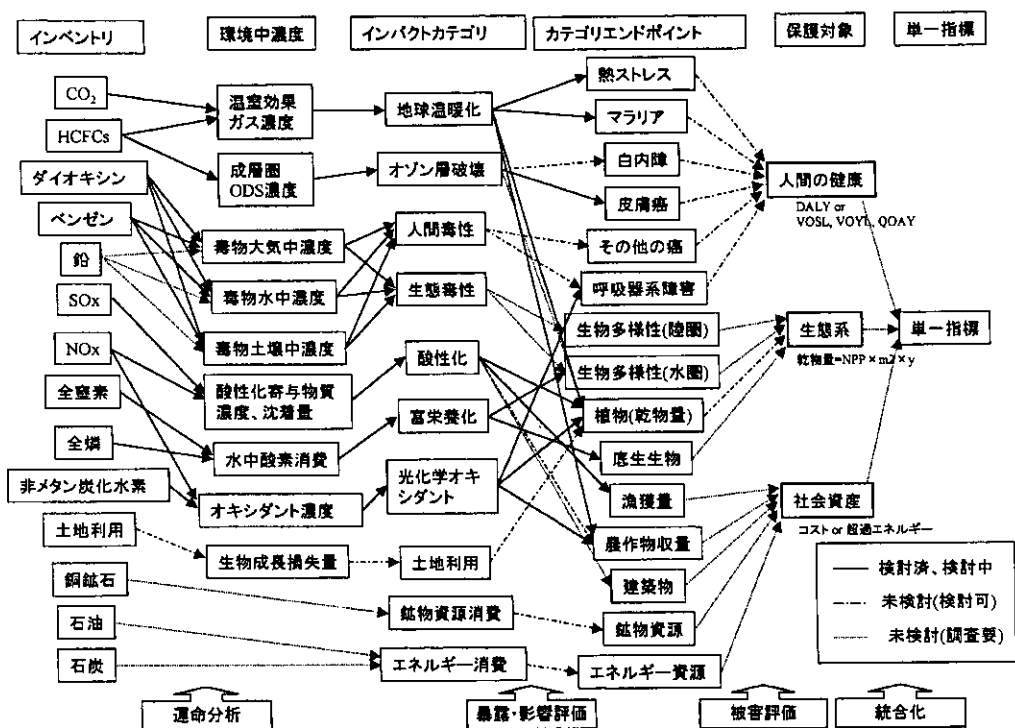 インベントリ
環境中濃度
インパクトカテゴリ
カテゴリエンドポイント
保護対象
単一指標
CO₂
HCFCs
ダイオキシン
ベンゼン
鉛
SOx
NOx
全窒素
全燐
非メタン炭化水素
土地利用
銅鉱石
石油
石炭
温室効果
ガス濃度
成層圏
ODS濃度
毒物大気中濃度
毒物水中濃度
毒物土壌中濃度
酸性化寄与物質
濃度、沈着量
水中酸素消費
オキシダント濃度
生物成長損失量
地球温暖化
オゾン層破壊
人間毒性
生態毒性
酸性化
富栄養化
光化学オキ
シダント
土地利用
鉱物資源消費
エネルギー消費
熱ストレス
マラリア
白内障
皮膚癌
その他の癌
呼吸器系障害
生物多様性(陸圏)
生物多様性(水圏)
植物(乾物量)
底生生物
漁獲量
農作物収量
建築物
鉱物資源
エネルギー資源
人間の健康
DALY or
VOSL, VOYL, QOAY
生態系
乾物量=NPP×m2×y
社会資産
コスト or 超過エネルギー
単一指標
検討済、検討中
未検討(検討可)
未検討(調査要)
運命分析
暴露・影響評価
被害評価
統合化